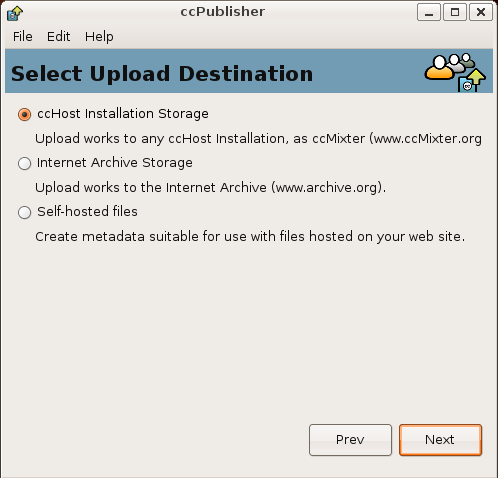 ccPublisher
File Edit Help
Select Upload Destination
cc
ccHost Installation Storage
Upload works to any ccHost Installation, as ccMixter (www.ccMixter.org
Internet Archive Storage
Upload works to the Internet Archive (www.archive.org).
Self-hosted files
Create metadata suitable for use with files hosted on your web site.
Prev Next